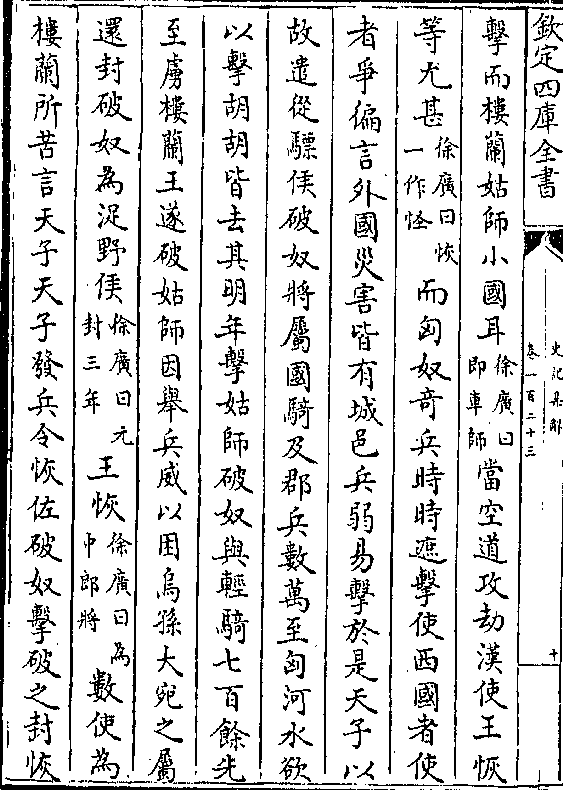 欽定四庫全書
史記集解
卷一百二十三
十
擊而樓蘭姑師小國耳徐廣曰即車師當空道攻劫漢使王恢
等尤甚徐廣曰恢一作怪而匈奴奇兵時時遮擊使西國者使
者爭徧言外國災害皆有城邑兵弱易擊於是天子以
故遣從驃侯破奴將屬國騎及郡兵數萬至匈河水欲
以擊胡胡皆去其明年擊姑師破奴與輕騎七百餘先
至虜樓蘭王遂破姑師因舉兵威以困烏孫大宛之屬
還封破奴為浞野侯徐廣曰元封三年王恢徐廣曰為中郎將數使為
樓蘭所苦言天子天子發兵令恢佐破奴擊破之封恢